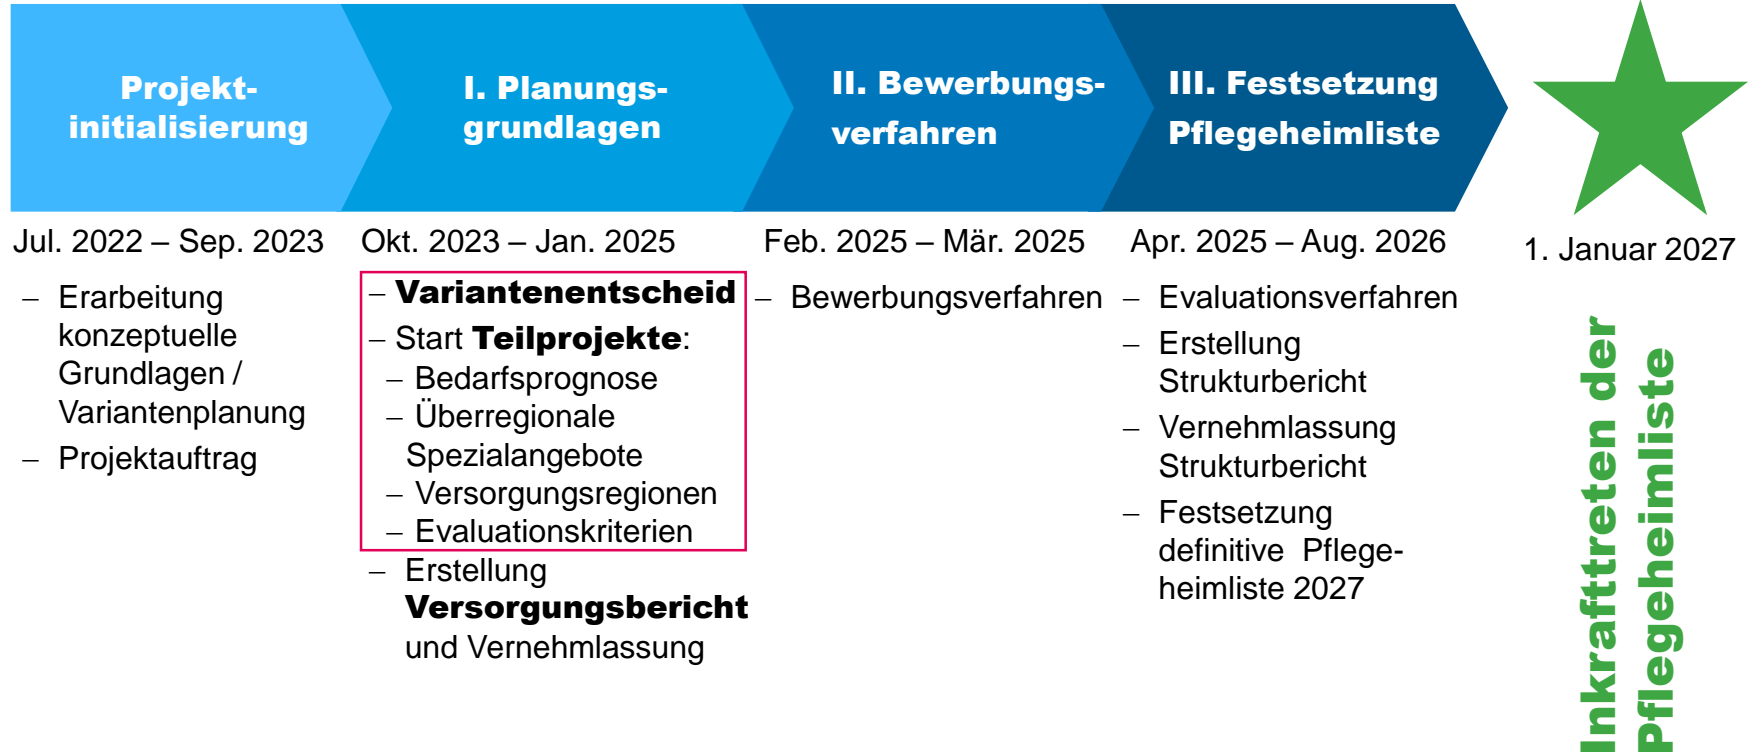 Projekt-
initialisierung
I. Planungs-
grundlagen
II. Bewerbungs-
verfahren
III. Festsetzung
Pflegeheimliste
Jul. 2022 – Sep. 2023
– Erarbeitung
konzeptuelle
Grundlagen /
Variantenplanung
– Projektauftrag
Okt. 2023 – Jan. 2025
– Variantenentscheid
– Start Teilprojekte:
– Bedarfsprognose
– Überregionale
Spezialangebote
– Versorgungsregionen
– Evaluationskriterien
– Erstellung
Versorgungsbericht
und Vernehmlassung
Feb. 2025 – Mär. 2025
– Bewerbungsverfahren
Apr. 2025 – Aug. 2026
– Evaluationsverfahren
– Erstellung
Strukturbericht
– Vernehmlassung
Strukturbericht
– Festsetzung
definitive Pflege-
heimliste 2027
1. Januar 2027
Inkrafttreten der
Pflegeheimliste